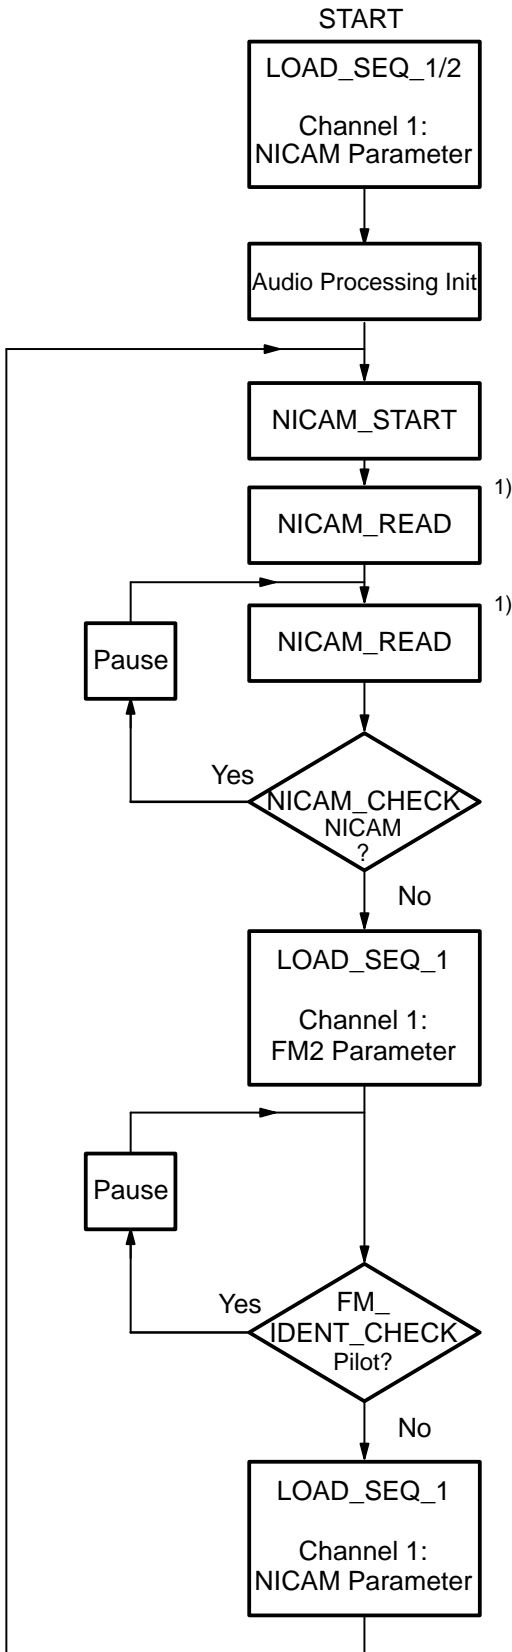 START
LOAD_SEQ_1/2
Channel 1:
NICAM Parameter
Audio Processing Init
NICAM_START
1)
NICAM_READ
1)
NICAM_READ
Pause
Yes
NICAM_CHECK
NICAM
?
No
LOAD_SEQ_1
Channel 1:
FM2 Parameter
Pause
Yes
FM_
IDENT_CHECK
Pilot?
No
LOAD_SEQ_1
Channel 1:
NICAM Parameter